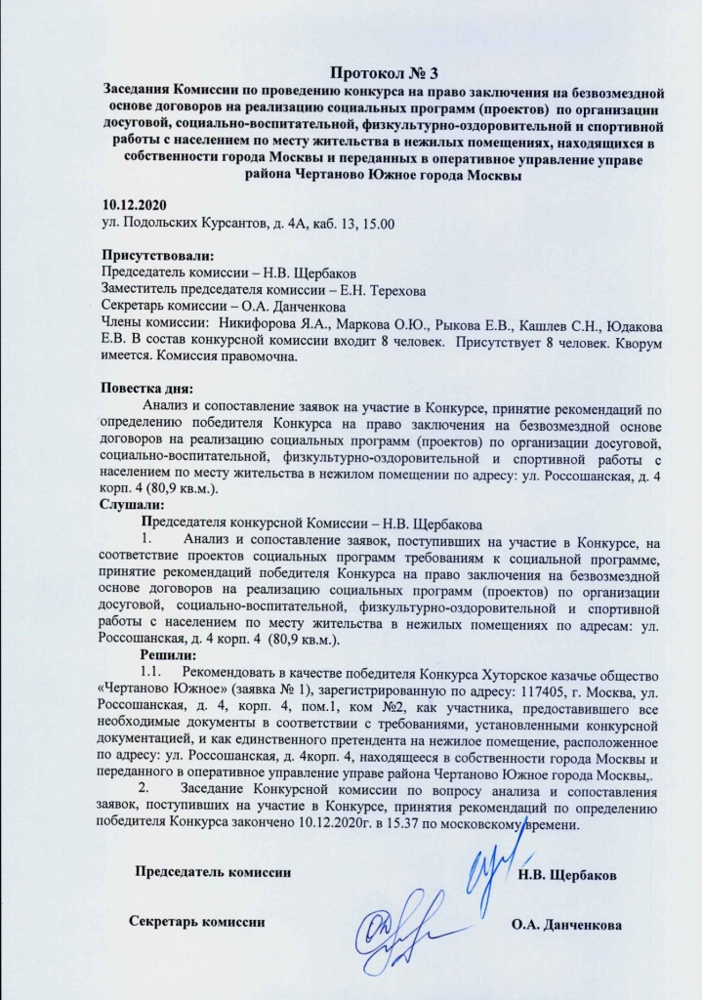 Протокол № 3
Заседания Комиссии по проведению конкурса на право заключения на безвозмездной
основе договоров на реализацию социальных программ (проектов) по организации
досуговой, социально-воспитательной, физкультурно-оздоровительной и спортивной
работы с населением по месту жительства в нежилых помещениях, находящихся в
собственности города Москвы и переданных в оперативное управление управе
района Чертаново Южное города Москвы
10.12.2020
ул. Подольских Курсантов, д. 4А, каб. 13, 15.00
Присутствовали:
Председатель комиссии – Н.В. Щербаков
Заместитель председателя комиссии – Е.Н. Терехова
Секретарь комиссии – О.А. Данченкова
Члены комиссии: Никифорова Я.А., Маркова О.Ю., Рыкова Е.В., Кашлев С.Н., Юдакова
Е.В. В состав конкурсной комиссии входит 8 человек. Присутствует 8 человек. Кворум
имеется. Комиссия правомочна.
Повестка дня:
Анализ и сопоставление заявок на участие в Конкурсе, принятие рекомендаций по
определению победителя Конкурса на право заключения на безвозмездной основе
договоров на реализацию социальных программ (проектов) по организации досуговой,
социально-воспитательной, физкультурно-оздоровительной и спортивной работы с
населением по месту жительства в нежилом помещении по адресу: ул. Россошанская, д. 4
корп. 4 (80,9 кв.м.).
Слушали:
Председателя конкурсной Комиссии – Н.В. Щербакова
1. Анализ и сопоставление заявок, поступивших на участие в Конкурсе, на
соответствие проектов социальных программ требованиям к социальной программе,
принятие рекомендаций победителя Конкурса на право заключения на безвозмездной
основе договоров на реализацию социальных программ (проектов) по организации
досуговой, социально-воспитательной, физкультурно-оздоровительной и спортивной
работы с населением по месту жительства в нежилых помещениях по адресам: ул.
Россошанская, д. 4 корп. 4 (80,9 кв.м.).
Решили:
1.1. Рекомендовать в качестве победителя Конкурса Хуторское казачье общество
«Чертаново Южное» (заявка № 1), зарегистрированную по адресу: 117405, г. Москва, ул.
Россошанская, д. 4, корп. 4, пом.1, ком №2, как участника, предоставившего все
необходимые документы в соответствии с требованиями, установленными конкурсной
документацией, и как единственного претендента на нежилое помещение, расположенное
по адресу: ул. Россошанская, д. 4корп. 4, находящееся в собственности города Москвы и
переданного в оперативное управление управе района Чертаново Южное города Москвы,.
2. Заседание Конкурсной комиссии по вопросу анализа и сопоставления
заявок, поступивших на участие в Конкурсе, принятия рекомендаций по определению
победителя Конкурса закончено 10.12.2020г. в 15.37 по московскому времени.
Председатель комиссии Н.В. Щербаков
Секретарь комиссии О.А. Данченкова